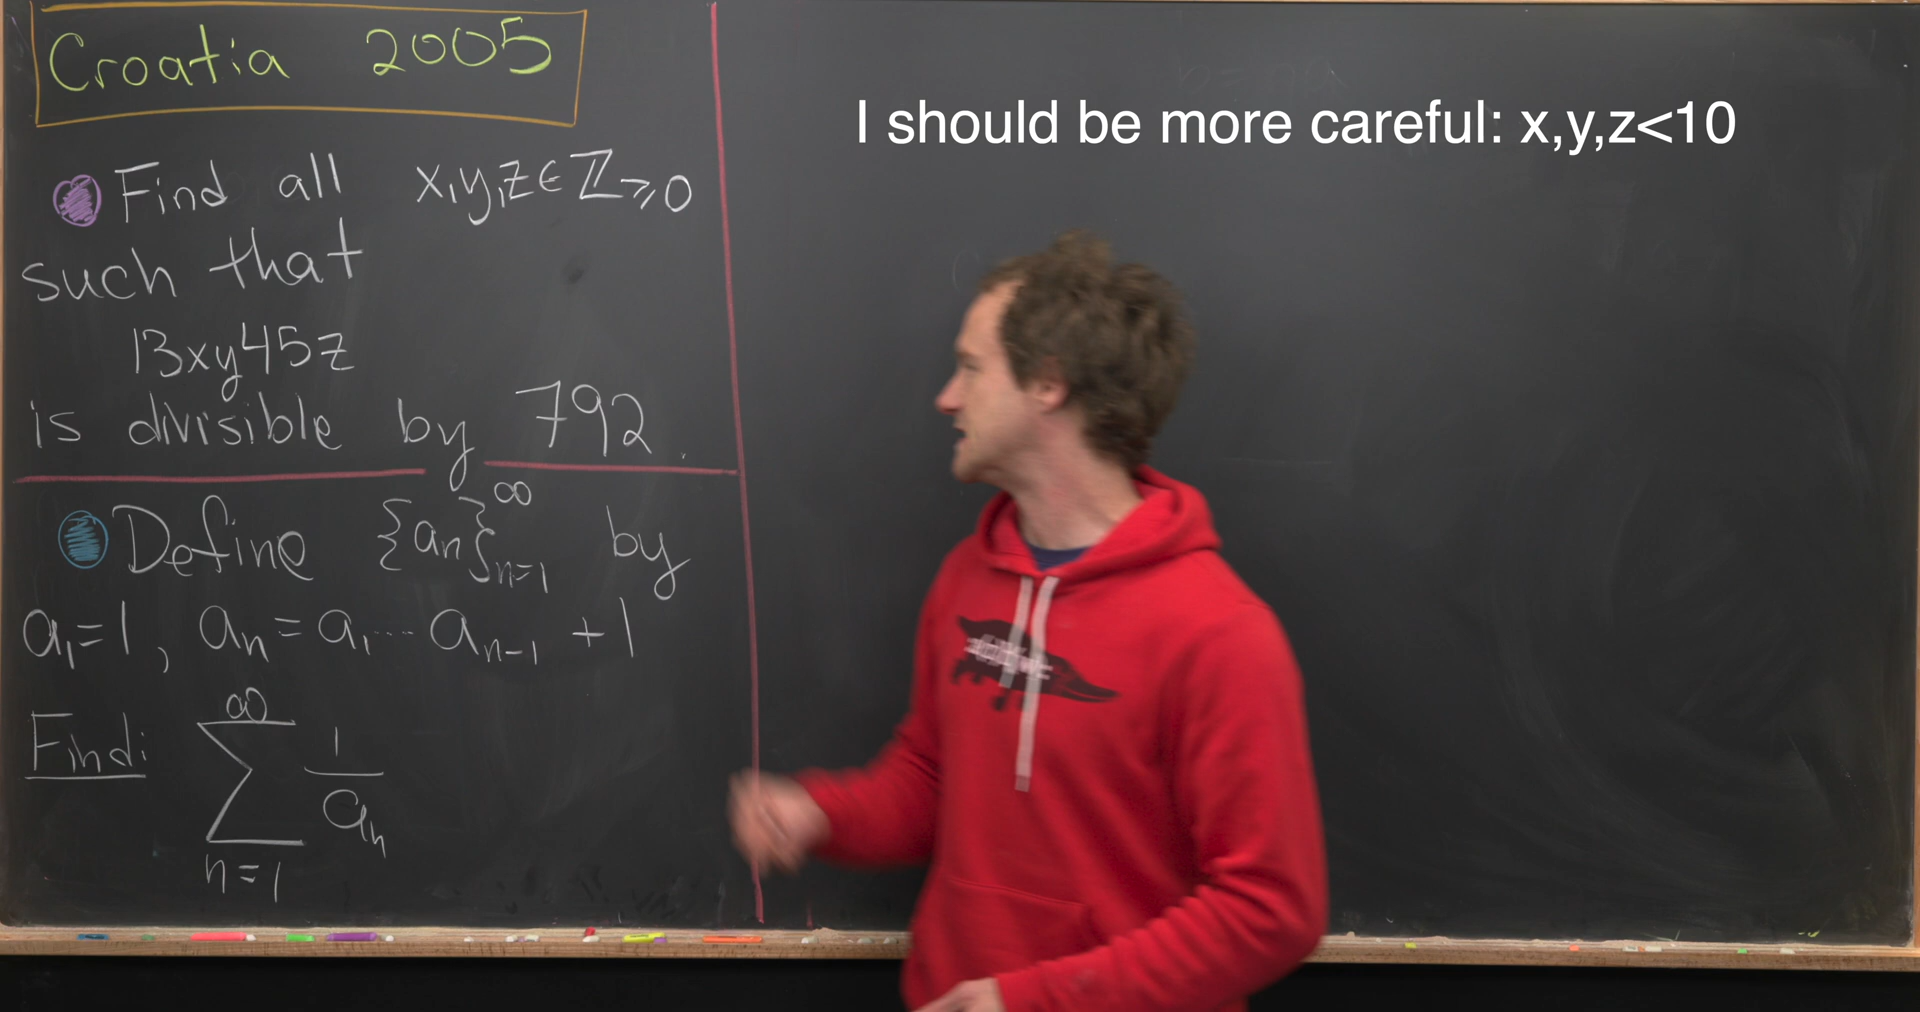 Croatia 2005
I should be more careful: x,y,z<10
Find all x,y,z∈ℤ⩾0
such that
13xy45z
is divisible by 792.
Define {aₙ}ₙ₌₁^∞ by
a₁=1, aₙ=a₁⋯aₙ₋₁+1
Find:
∞
∑ 1/aₙ
n=1